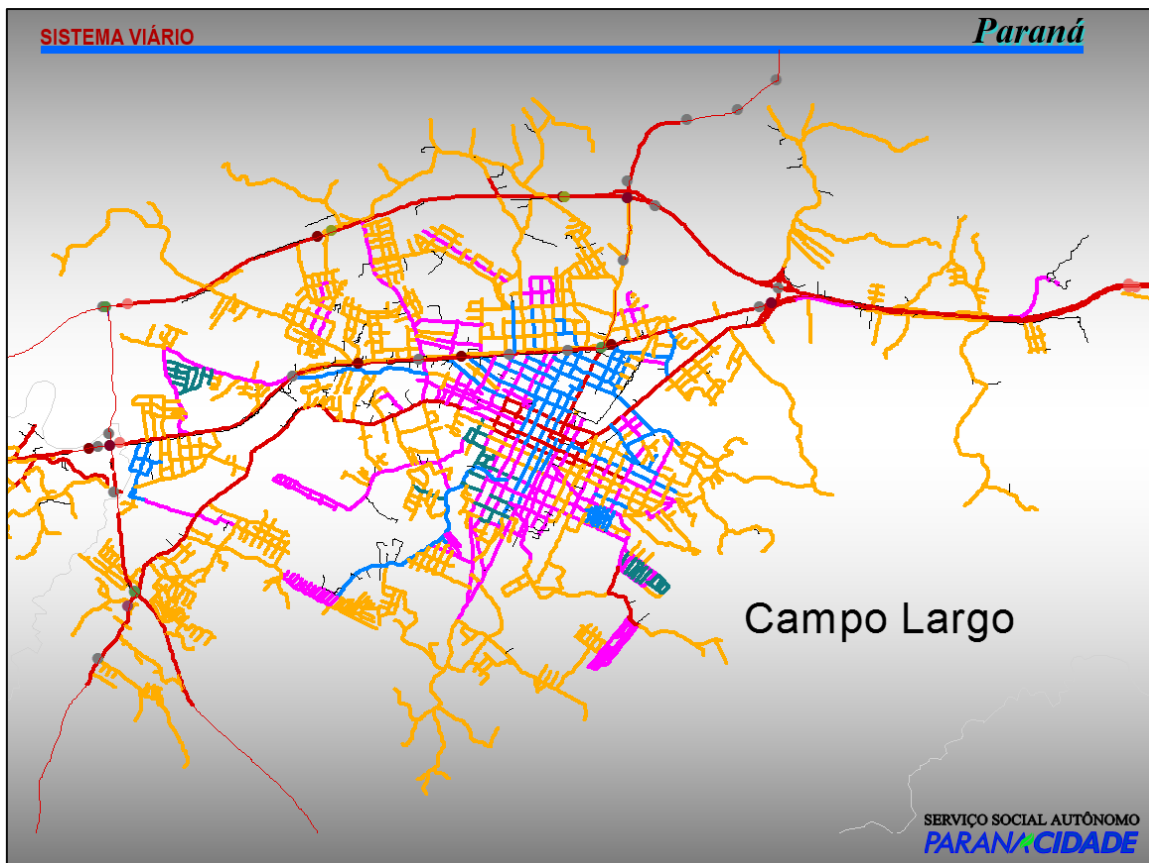 SISTEMA VIÁRIO
Paraná
Campo Largo
SERVIÇO SOCIAL AUTÔNOMO
PARANACIDADE